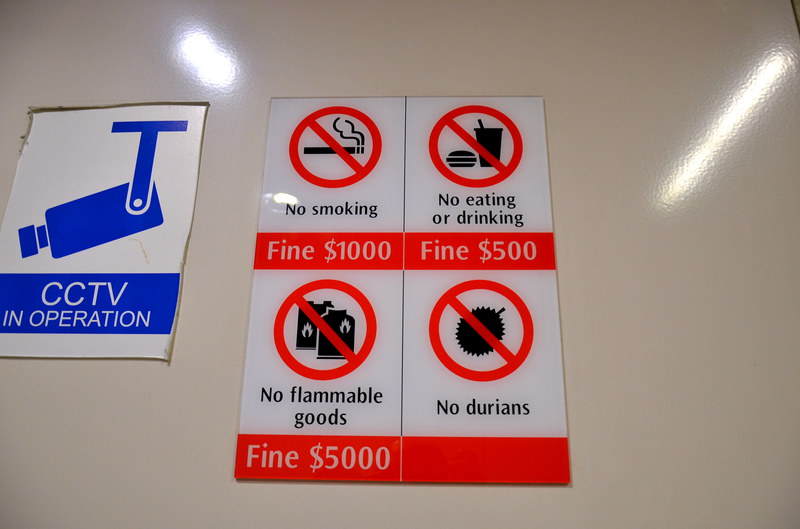 CCTV
IN OPERATION
No smoking
Fine $1000
No eating
or drinking
Fine $500
No flammable
goods
Fine $5000
No durians